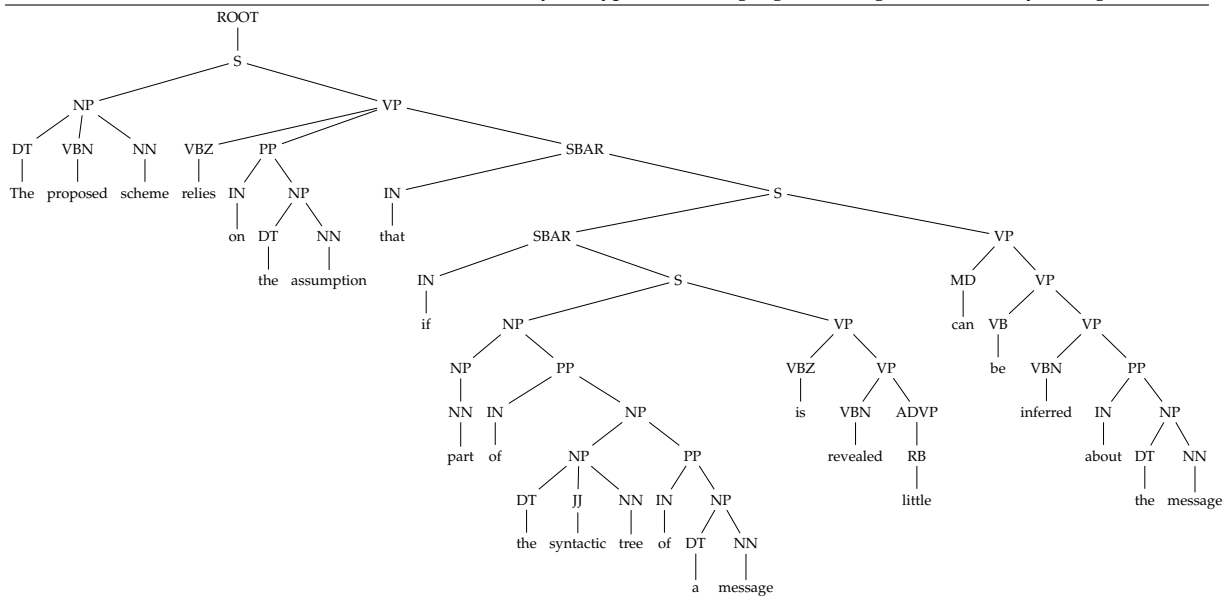 ROOT
S
NP VP
DT VBN NN VBZ PP SBAR
The proposed scheme relies IN NP IN S
on DT NN that SBAR VP
the assumption IN S MD VP
if NP VP can VB VP
NP PP VBZ VP be VBN PP
NN IN NP is VBN ADVP inferred IN NP
part of NP PP revealed RB about DT NN
DT JJ NN IN NP little the message
the syntactic tree of DT NN
a message